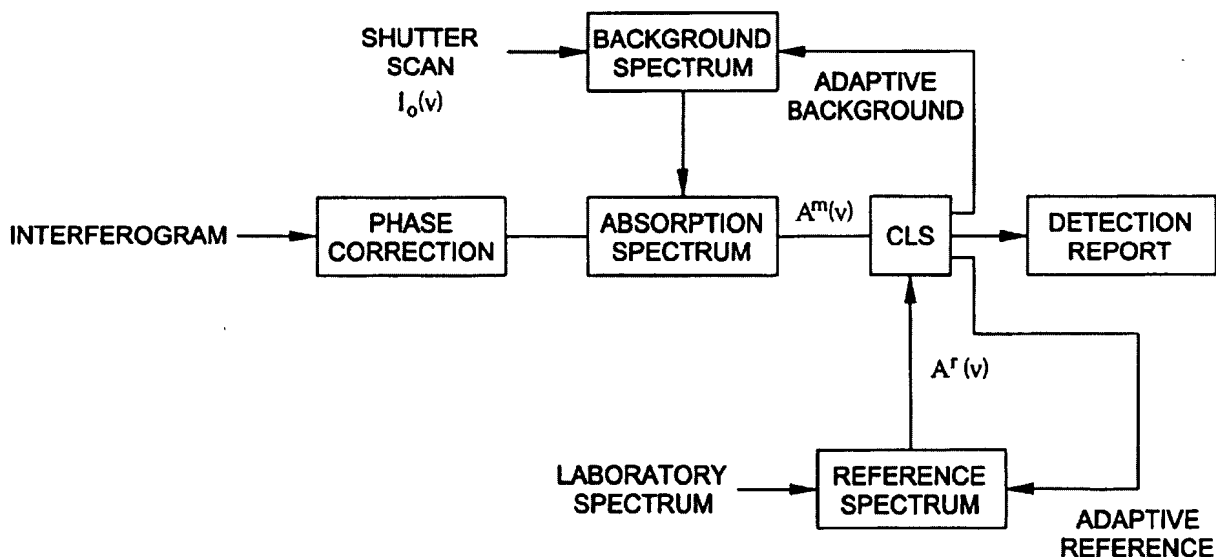 SHUTTER
SCAN
I₀(ν)
BACKGROUND
SPECTRUM
ADAPTIVE
BACKGROUND
INTERFEROGRAM
PHASE
CORRECTION
ABSORPTION
SPECTRUM
Aᵐ(ν)
CLS
DETECTION
REPORT
Aʳ(ν)
LABORATORY
SPECTRUM
REFERENCE
SPECTRUM
ADAPTIVE
REFERENCE